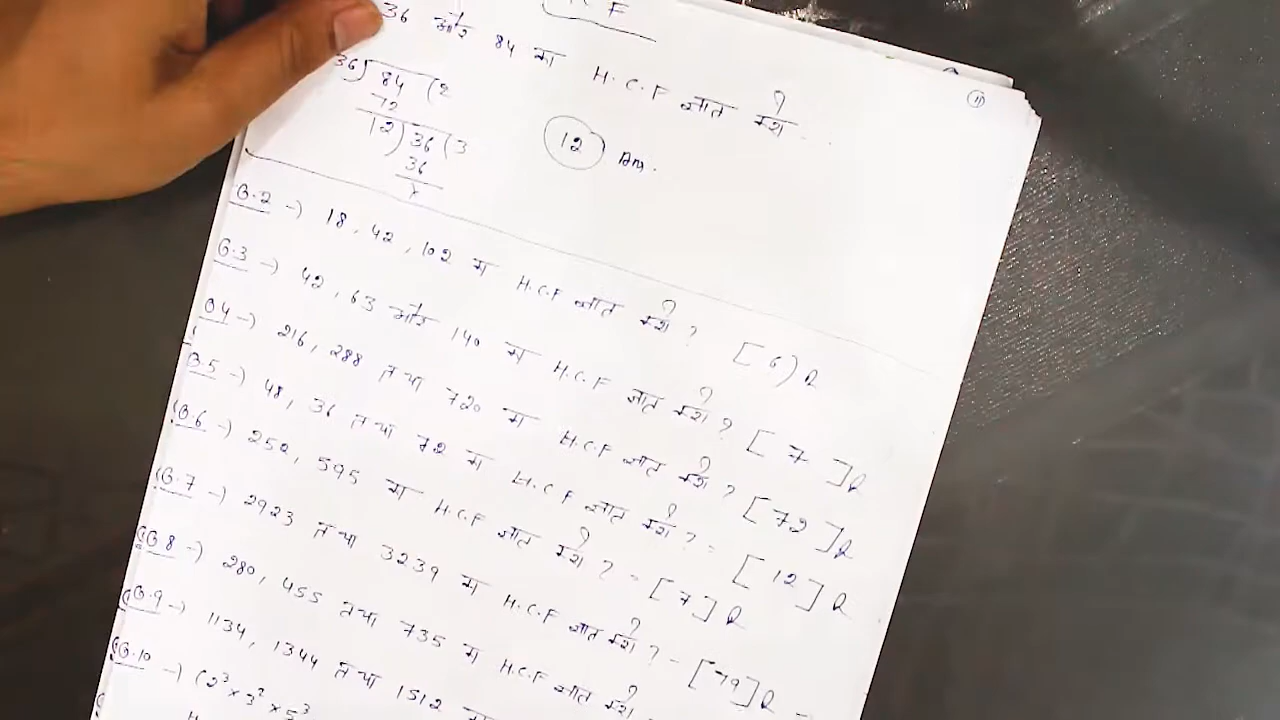 H.C.F
36 और 84 का H.C.F ज्ञात करो ?
36) 84 (2
72
12) 36 (3
36
x
12 Ans.
11
Q.2 -) 18, 42, 102 का H.C.F ज्ञात करो ? [6] R
Q.3 -) 42, 63 और 140 का H.C.F ज्ञात करो ? [7] R
Q.4 -) 216, 288 तथा 720 का H.C.F ज्ञात करो ? [72] R
Q.5 -) 48, 36 तथा 72 का H.C.F ज्ञात करो ? = [12] R
Q.6 -) 252, 595 का H.C.F ज्ञात करो ? = [7] R
Q.7 -) 2923 तथा 3239 का H.C.F ज्ञात करो ? - [79] R
Q.8 -) 280, 455 तथा 735 का H.C.F ज्ञात करो
Q.9 -) 1134, 1344 तथा 1512 का
Q.10 -) (2³ × 3² × 5³